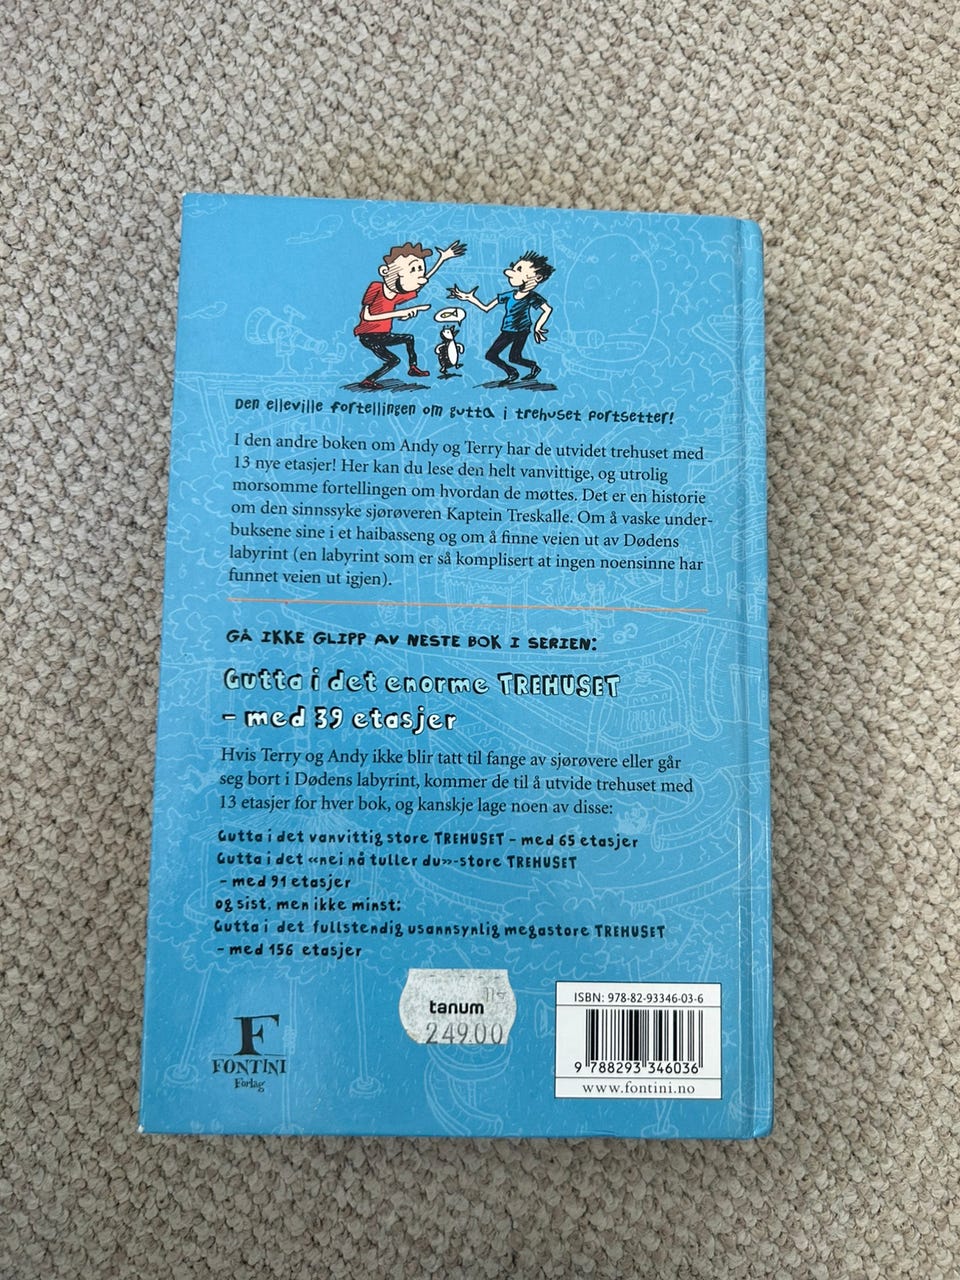 Den elleville fortellingen om gutta i trehuset fortsetter!
I den andre boken om Andy og Terry har de utvidet trehuset med
13 nye etasjer! Her kan du lese den helt vanvittige, og utrolig
morsomme fortellingen om hvordan de møttes. Det er en historie
om den sinnssyke sjørøveren Kaptein Treskalle. Om å vaske under-
buksene sine i et haibasseng og om å finne veien ut av Dødens
labyrint (en labyrint som er så komplisert at ingen noensinne har
funnet veien ut igjen).
GÅ IKKE GLIPP AV NESTE BOK I SERIEN:
Gutta i det enorme TREHUSET
– med 39 etasjer
Hvis Terry og Andy ikke blir tatt til fange av sjørøvere eller går
seg bort i Dødens labyrint, kommer de til å utvide trehuset med
13 etasjer for hver bok, og kanskje lage noen av disse:
Gutta i det vanvittig store TREHUSET – med 65 etasjer
Gutta i det «nei nå tuller du»-store TREHUSET
– med 91 etasjer
og sist, men ikke minst:
Gutta i det fullstendig usannsynlig megastore TREHUSET
– med 156 etasjer
tanum
249.00
F
FONTINI
Forlag
ISBN: 978-82-93346-03-6
9 788293 346036
www.fontini.no